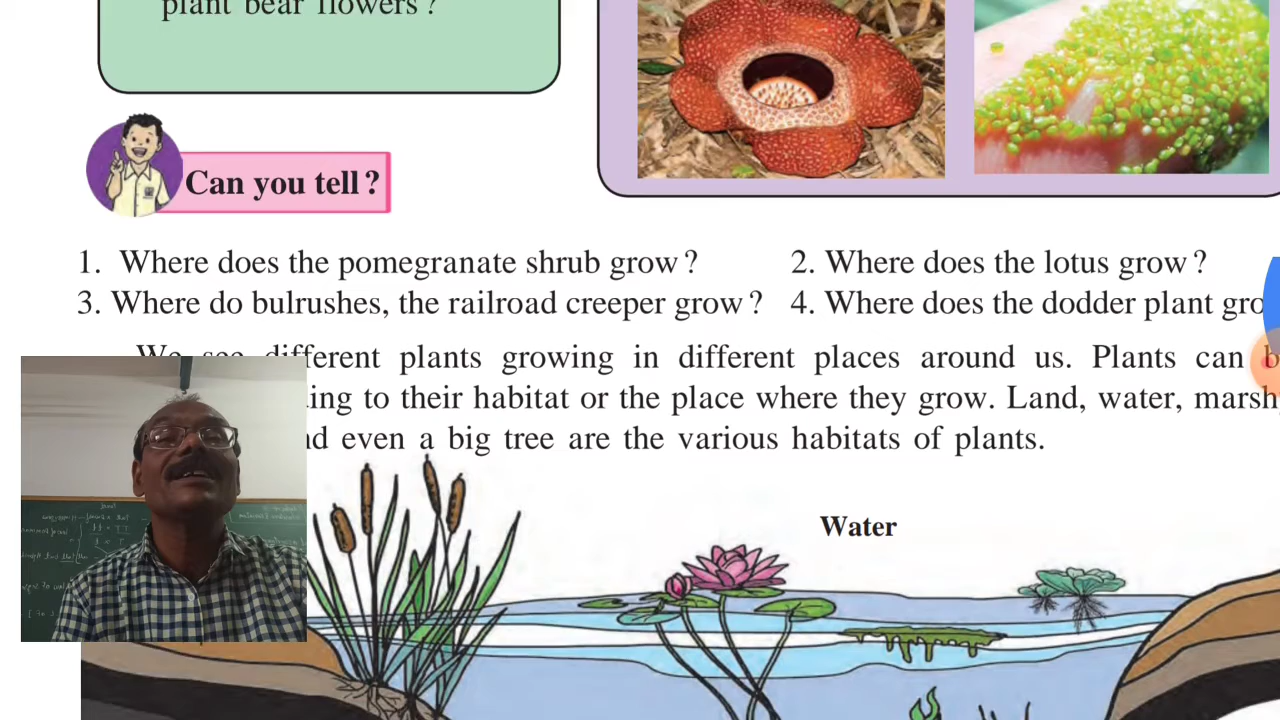 plant bear flowers ?
Can you tell ?
1. Where does the pomegranate shrub grow ?
2. Where does the lotus grow ?
3. Where do bulrushes, the railroad creeper grow ?
4. Where does the dodder plant gro
We see different plants growing in different places around us. Plants can b
ing to their habitat or the place where they grow. Land, water, marsh,
d even a big tree are the various habitats of plants.
Water